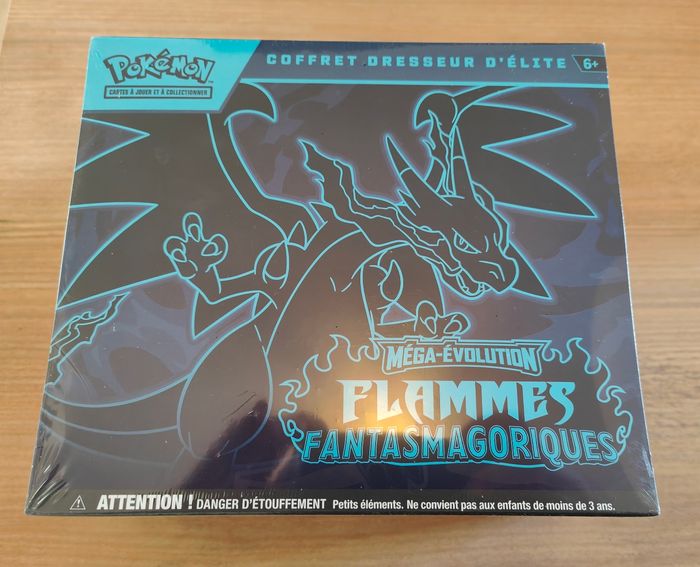 Pokémon
CARTES À JOUER ET À COLLECTIONNER
COFFRET DRESSEUR D'ÉLITE
6+
MÉGA-ÉVOLUTION
FLAMMES
FANTASMAGORIQUES
ATTENTION ! DANGER D'ÉTOUFFEMENT Petits éléments. Ne convient pas aux enfants de moins de 3 ans.